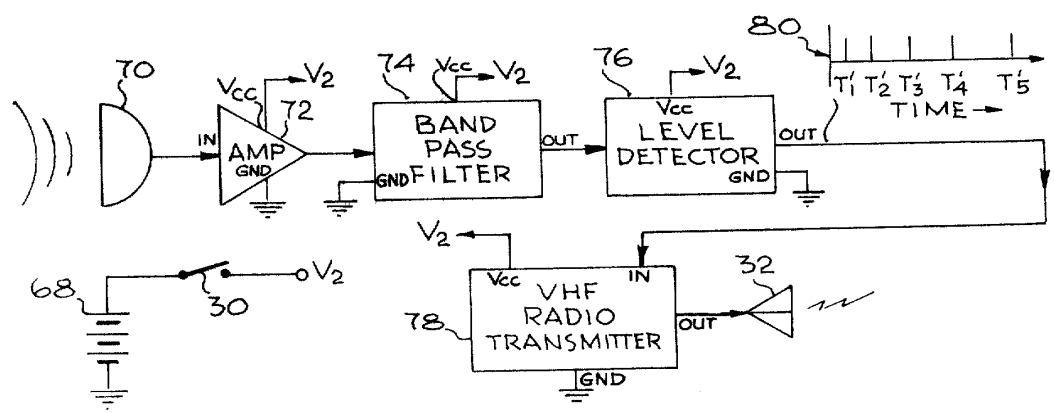 80
70
74
Vcc
V2
76
V2
V2
Vcc
72
T'1 T'2 T'3 T'4 T'5
TIME →
IN
AMP
GND
BAND
PASS
FILTER
GND
OUT
Vcc
LEVEL
DETECTOR
GND
OUT
V2
Vcc
IN
VHF
RADIO
TRANSMITTER
OUT
GND
78
32
68
30
V2